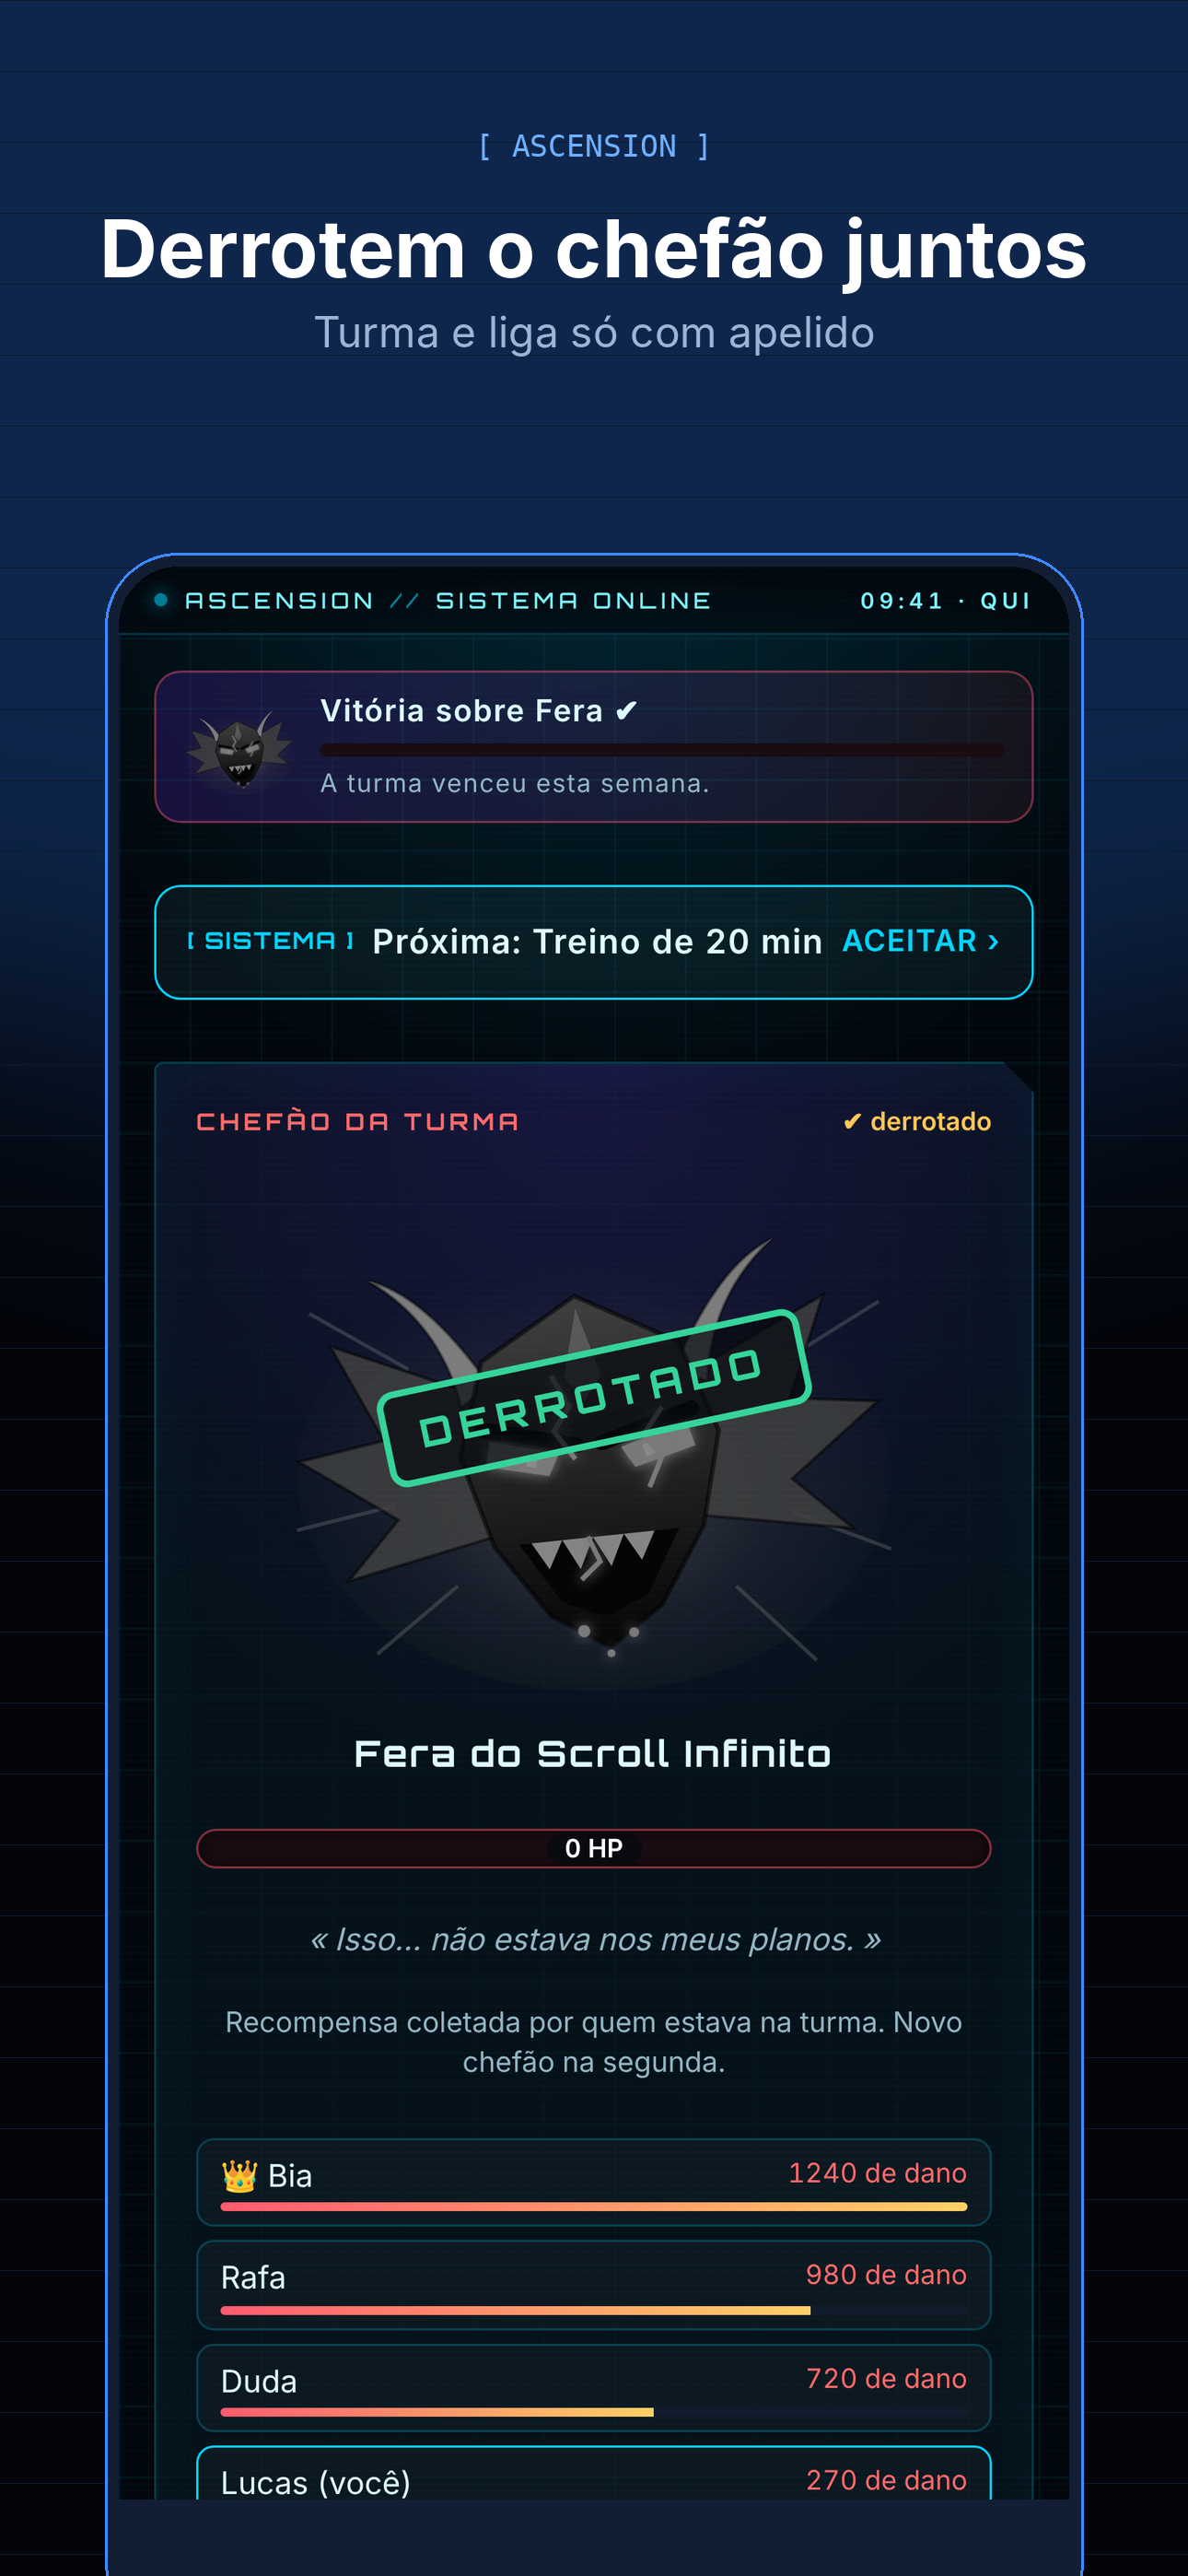 [ ASCENSION ]
Derrotem o chefão juntos
Turma e liga só com apelido
ASCENSION // SISTEMA ONLINE 09:41 · QUI
Vitória sobre Fera ✔
A turma venceu esta semana.
[ SISTEMA ] Próxima: Treino de 20 min ACEITAR ›
CHEFÃO DA TURMA ✔ derrotado
DERROTADO
Fera do Scroll Infinito
0 HP
« Isso... não estava nos meus planos. »
Recompensa coletada por quem estava na turma. Novo
chefão na segunda.
👑 Bia 1240 de dano
Rafa 980 de dano
Duda 720 de dano
Lucas (você) 270 de dano